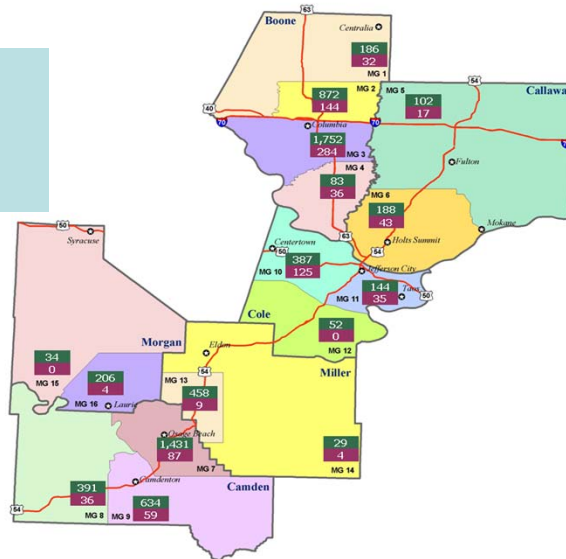 63
Boone
Centralia
186
32
MG 1
MG 2
872
144
MG 5
54
Callaw
102
17
40
70
Columbia
70
1,752
284
MG 3
MG 4
83
36
Fulton
MG 6
188
43
Mokane
Holts Summit
63
54
50
Syracuse
Centertown
50
387
125
MG 10
Jefferson City
144
35
Taos
MG 11
50
Cole
52
0
MG 12
Morgan
Eldon
Miller
34
0
MG 15
206
4
MG 16
Laurie
54
MG 13
458
9
Osage Beach
1,431
87
MG 7
29
4
MG 14
Camdenton
Camden
391
36
MG 8
634
59
MG 9
54